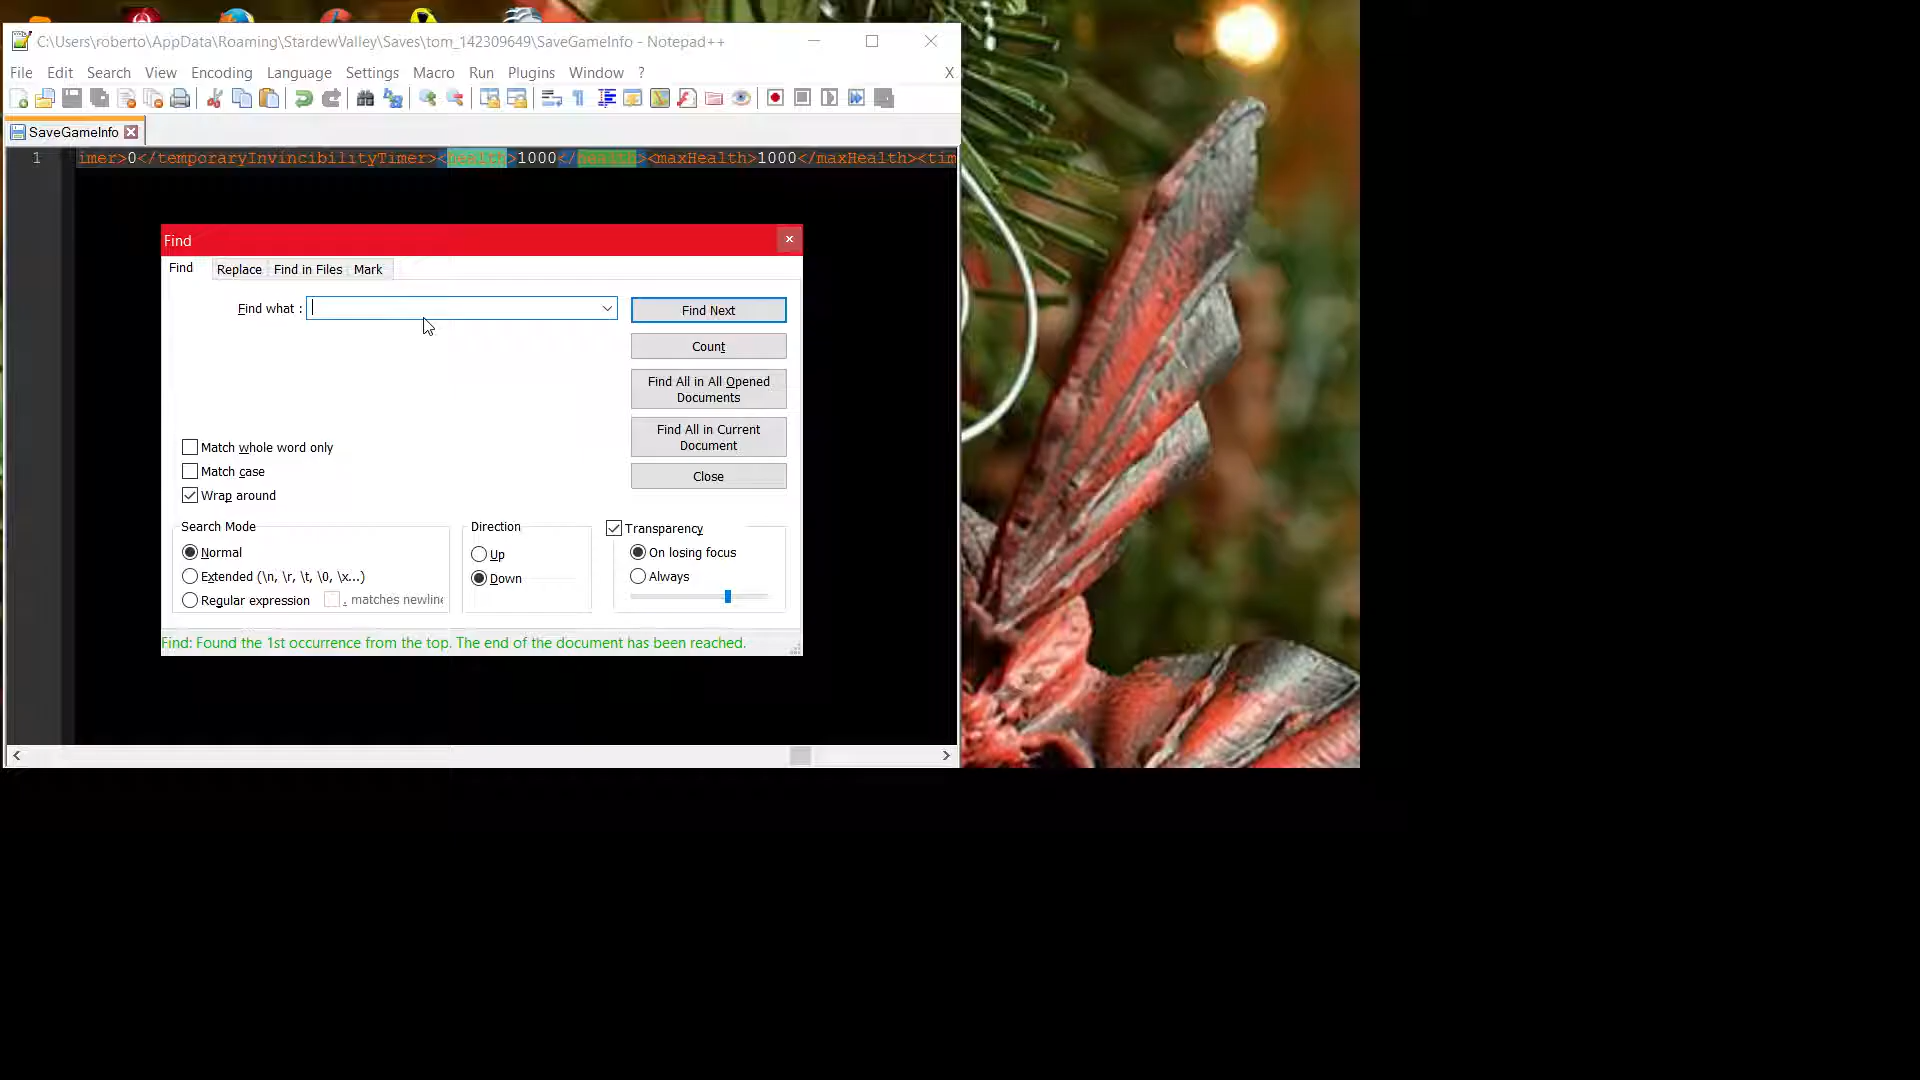 C:\Users\roberto\AppData\Roaming\StardewValley\Saves\tom_142309649\SaveGameInfo - Notepad++
File Edit Search View Encoding Language Settings Macro Run Plugins Window ? X
SaveGameInfo
1 imer>0</temporaryInvincibilityTimer><health>1000</health><maxHealth>1000</maxHealth><tim
Find
Find Replace Find in Files Mark
Find what : Find Next
Count
Find All in All Opened
Documents
Find All in Current
Document
Close
Match whole word only
Match case
Wrap around
Search Mode
Normal
Extended (\n, \r, \t, \0, \x...)
Regular expression . matches newline
Direction
Up
Down
Transparency
On losing focus
Always
Find: Found the 1st occurrence from the top. The end of the document has been reached.